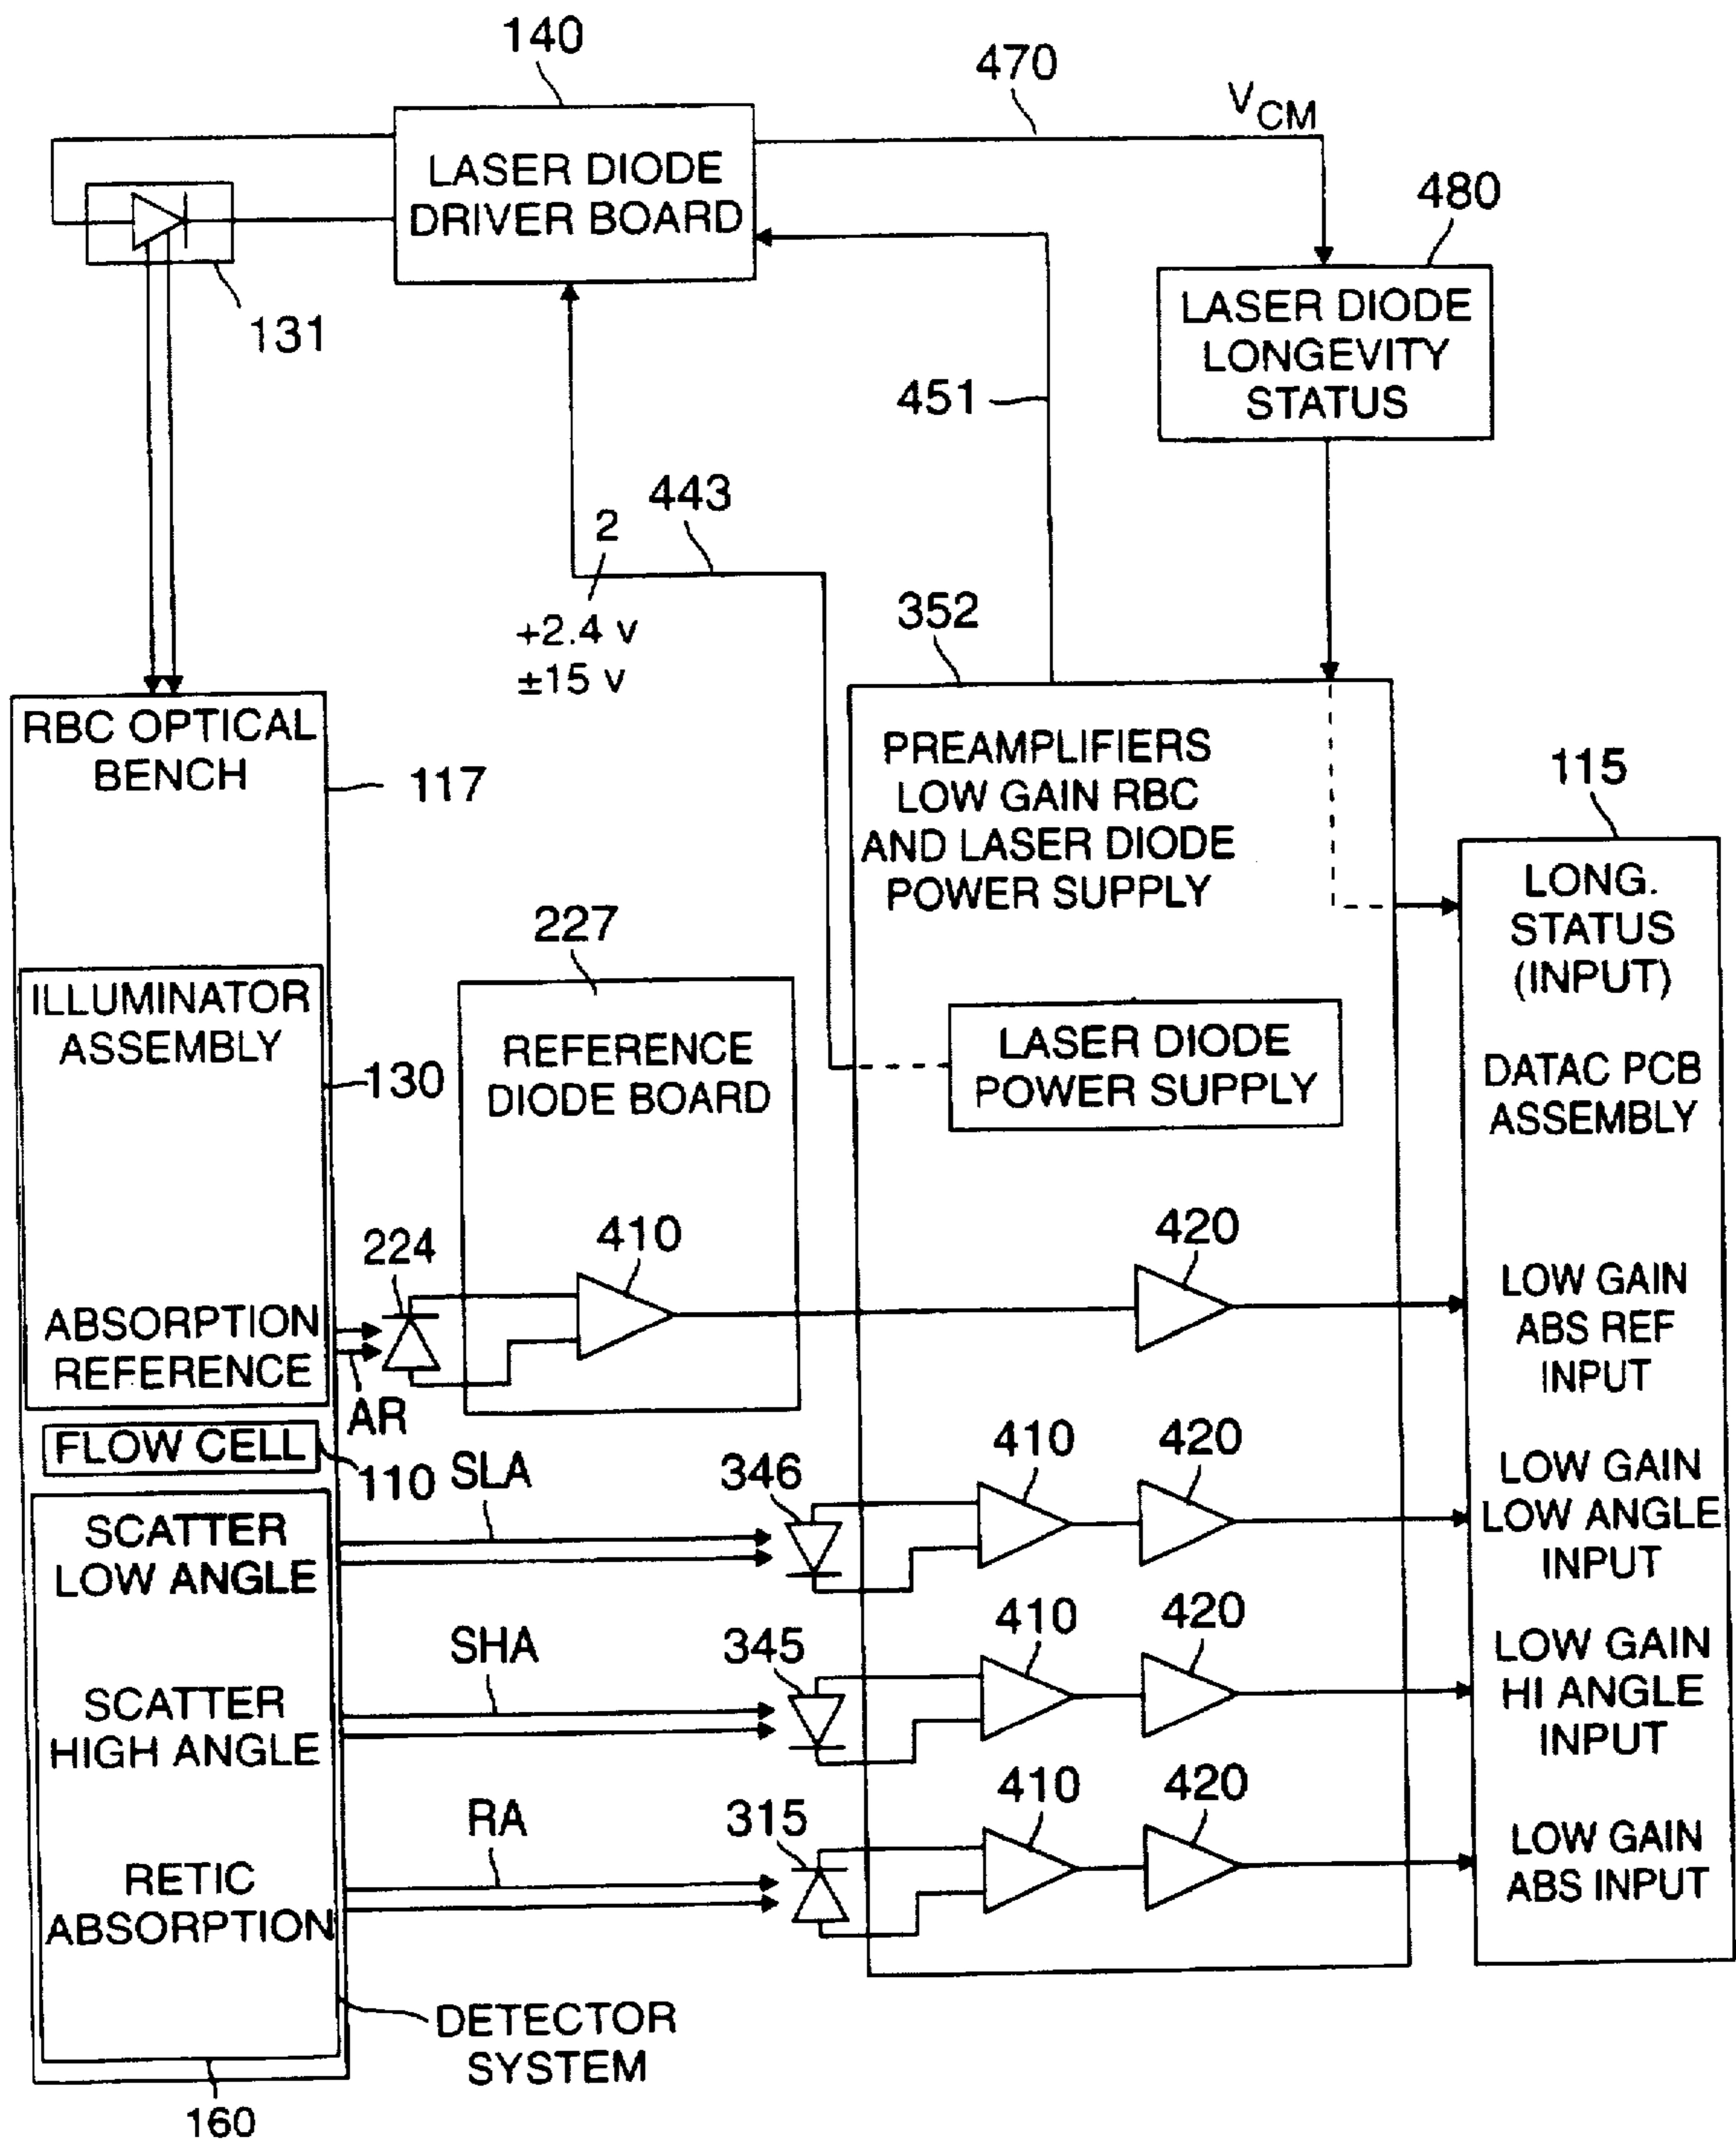 140
470
V CM
LASER DIODE
DRIVER BOARD
480
131
LASER DIODE
LONGEVITY
STATUS
451
443
2
+2.4 v
±15 v
352
RBC OPTICAL
BENCH
117
PREAMPLIFIERS
LOW GAIN RBC
AND LASER DIODE
POWER SUPPLY
115
LONG.
STATUS
(INPUT)
227
ILLUMINATOR
ASSEMBLY
130
REFERENCE
DIODE BOARD
LASER DIODE
POWER SUPPLY
DATAC PCB
ASSEMBLY
224
410
420
ABSORPTION
REFERENCE
AR
LOW GAIN
ABS REF
INPUT
FLOW CELL
110
SLA
346
410
420
SCATTER
LOW ANGLE
LOW GAIN
LOW ANGLE
INPUT
SHA
345
410
420
SCATTER
HIGH ANGLE
LOW GAIN
HI ANGLE
INPUT
RA
315
410
420
RETIC
ABSORPTION
LOW GAIN
ABS INPUT
DETECTOR
SYSTEM
160